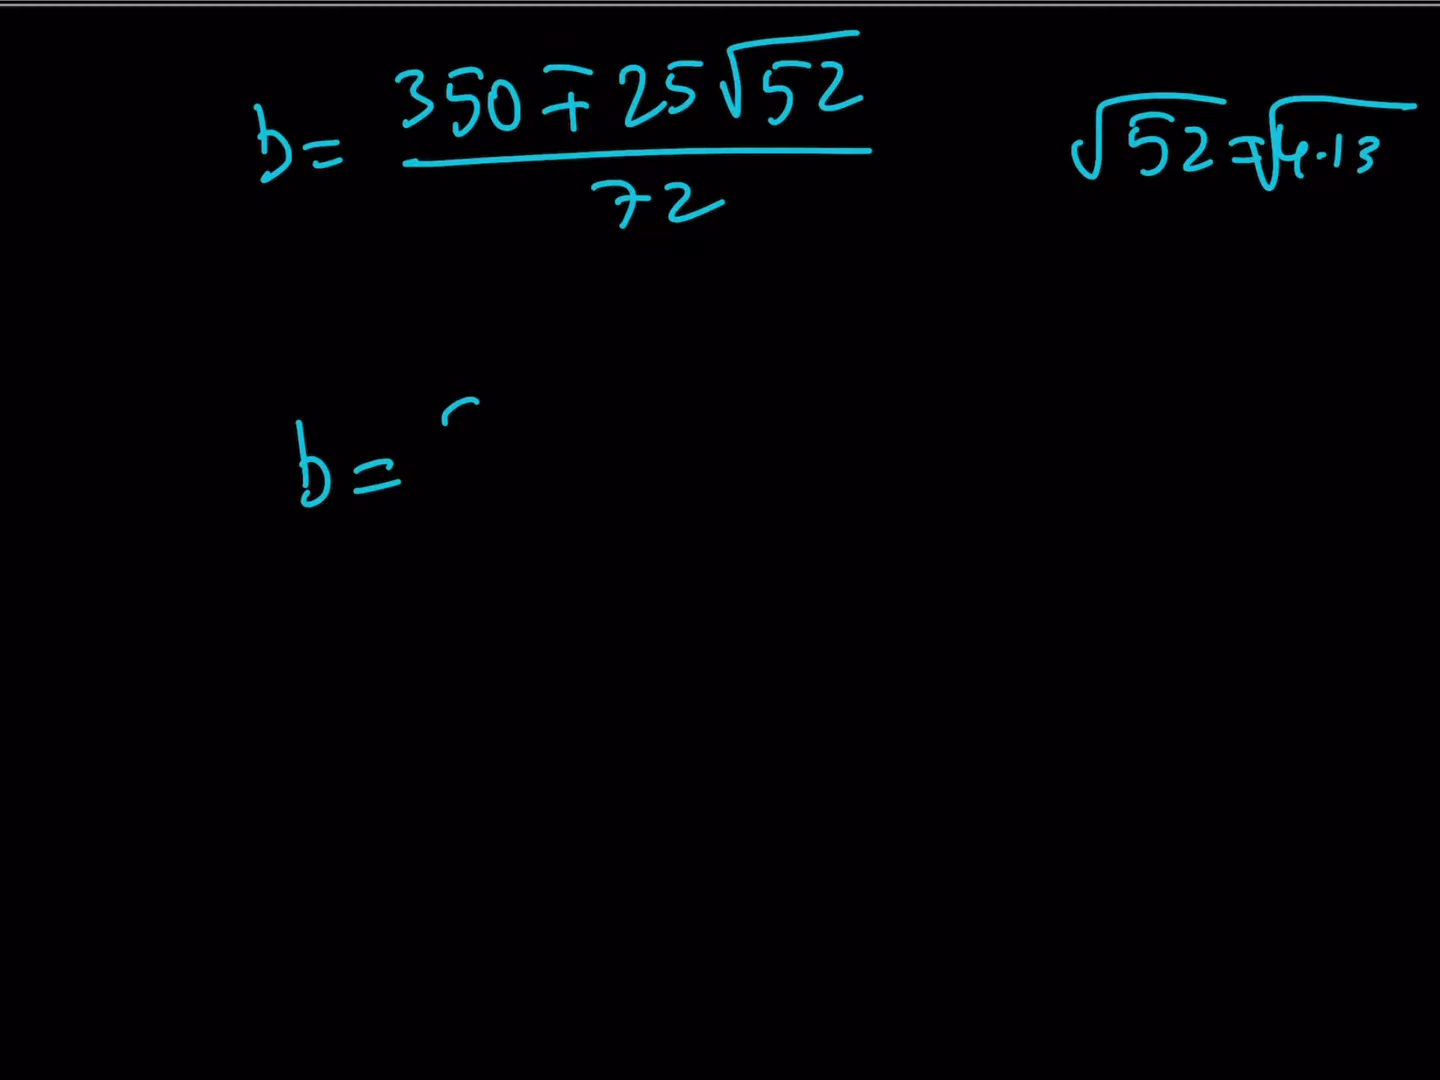 b = (350 ∓ 25√52) / 72
√52 = √4·13
b =